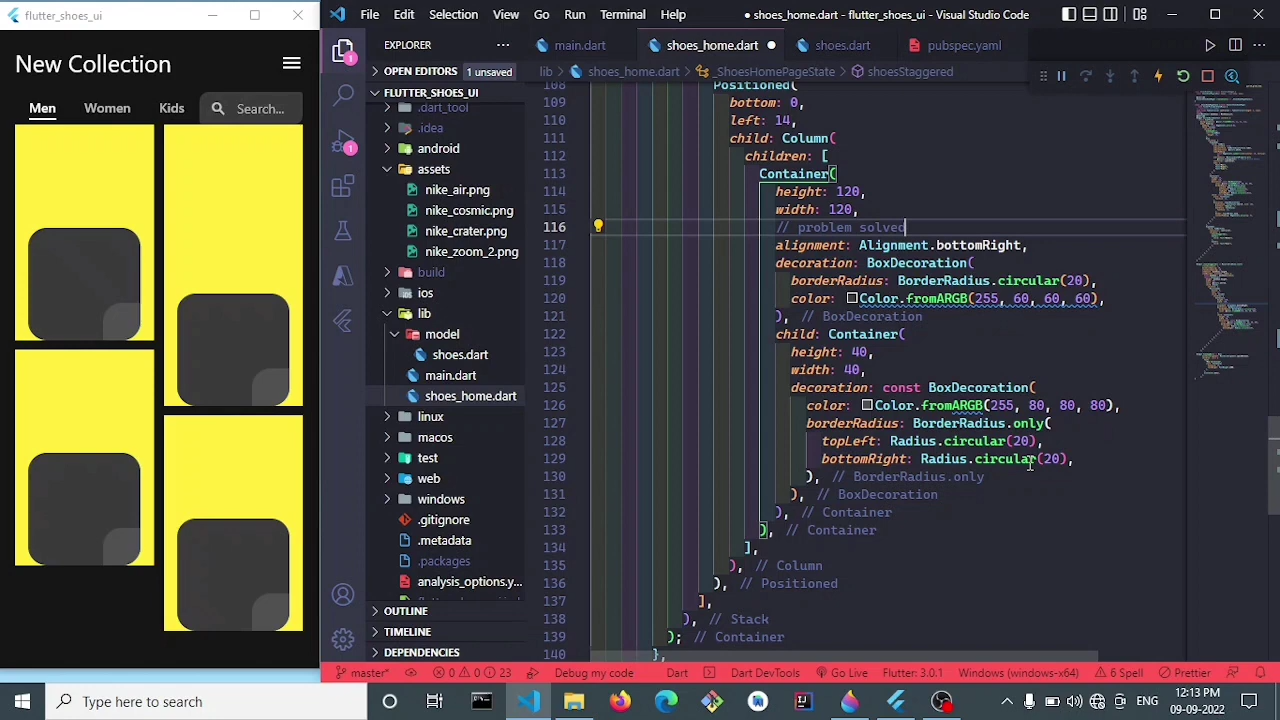 flutter_shoes_ui
New Collection
Men Women Kids Search...
File Edit Selection View Go Run Terminal Help
● shoes_home.dart - flutter_shoes_ui - Visual Studio Code
EXPLORER
OPEN EDITORS 1 unsaved
FLUTTER_SHOES_UI
.dart_tool
.idea
android
assets
nike_air.png
nike_cosmic.png
nike_crater.png
nike_zoom_2.png
build
ios
lib
model
shoes.dart
main.dart
shoes_home.dart
linux
macos
test
web
windows
.gitignore
.metadata
.packages
analysis_options.y...
OUTLINE
TIMELINE
DEPENDENCIES
main.dart shoes_home.dart ● shoes.dart pubspec.yaml
lib > shoes_home.dart > _ShoesHomePageState > shoesStaggered
108 Positioned(
109 bottom: 0,
110 left: 14,
111 child: Column(
112 children: [
113 Container(
114 height: 120,
115 width: 120,
116 // problem solved
117 alignment: Alignment.bottomRight,
118 decoration: BoxDecoration(
119 borderRadius: BorderRadius.circular(20),
120 color: Color.fromARGB(255, 60, 60, 60),
121 ), // BoxDecoration
122 child: Container(
123 height: 40,
124 width: 40,
125 decoration: const BoxDecoration(
126 color: Color.fromARGB(255, 80, 80, 80),
127 borderRadius: BorderRadius.only(
128 topLeft: Radius.circular(20),
129 bottomRight: Radius.circular(20),
130 ), // BorderRadius.only
131 ), // BoxDecoration
132 ), // Container
133 ), // Container
134 ],
135 ), // Column
136 ), // Positioned
137 ],
138 ), // Stack
139 ); // Container
140 },
master* 0 0 23 Debug my code Dart Dart DevTools Go Live Flutter: 3.0.1 Windows (windows-x64) 6 Spell Prettier
Type here to search
ENG
12:13 PM
09-09-2022